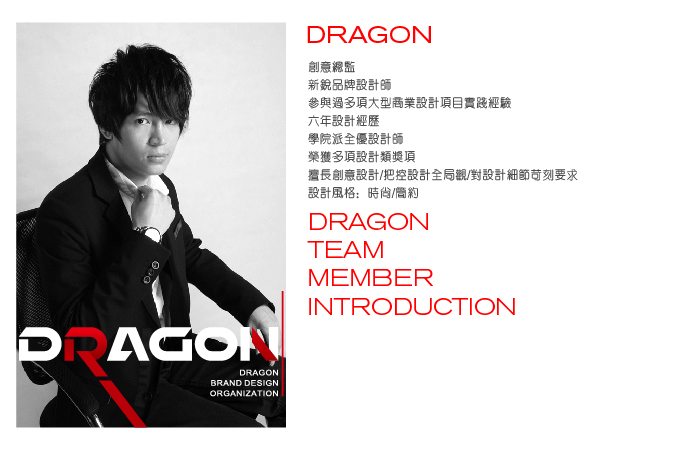 DRAGON
創意總監
新銳品牌設計師
參與過多項大型商業設計項目實踐經驗
六年設計經歷
學院派全優設計師
榮獲多項設計類獎項
擅長創意設計/把控設計全局觀/對設計細節苛刻要求
設計風格：時尚/簡約
DRAGON
TEAM
MEMBER
INTRODUCTION
DRAGON
DRAGON
BRAND DESIGN
ORGANIZATION